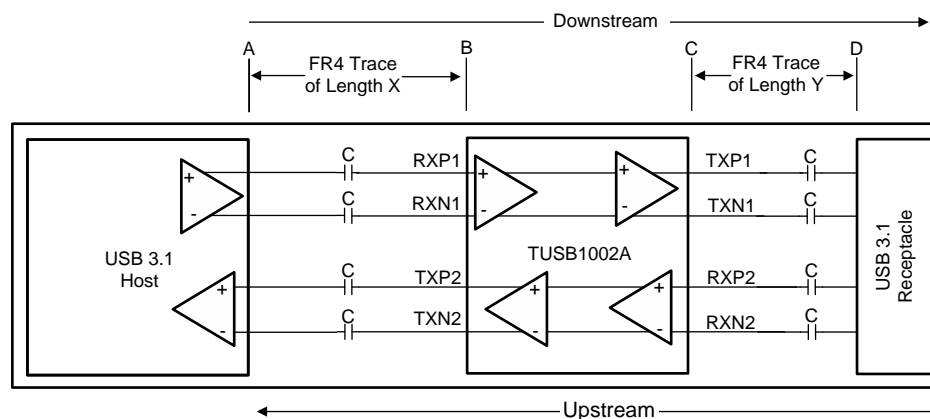 Downstream
A
B
C
D
FR4 Trace
of Length X
FR4 Trace
of Length Y
C
RXP1
TXP1
C
+
+
+
-
-
-
C
RXN1
TXN1
C
USB 3.1
Host
TUSB1002A
USB 3.1
Receptacle
C
TXP2
RXP2
C
+
+
+
-
-
-
C
TXN2
RXN2
C
Upstream